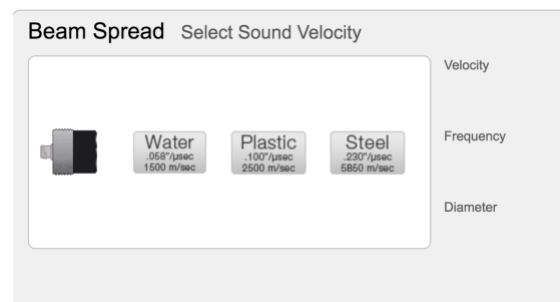 Beam Spread Select Sound Velocity
Velocity
Water
.058"/µsec
1500 m/sec
Plastic
.100"/µsec
2500 m/sec
Steel
.230"/µsec
5850 m/sec
Frequency
Diameter